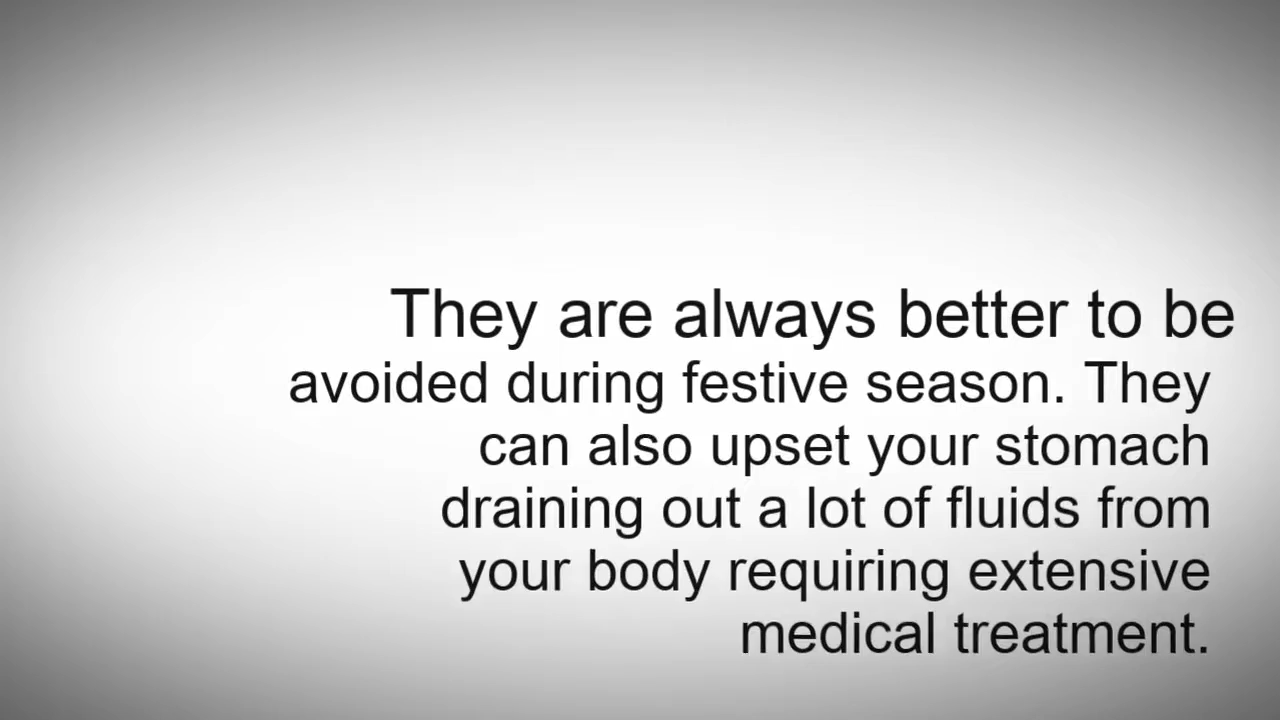 They are always better to be
avoided during festive season. They
can also upset your stomach
draining out a lot of fluids from
your body requiring extensive
medical treatment.